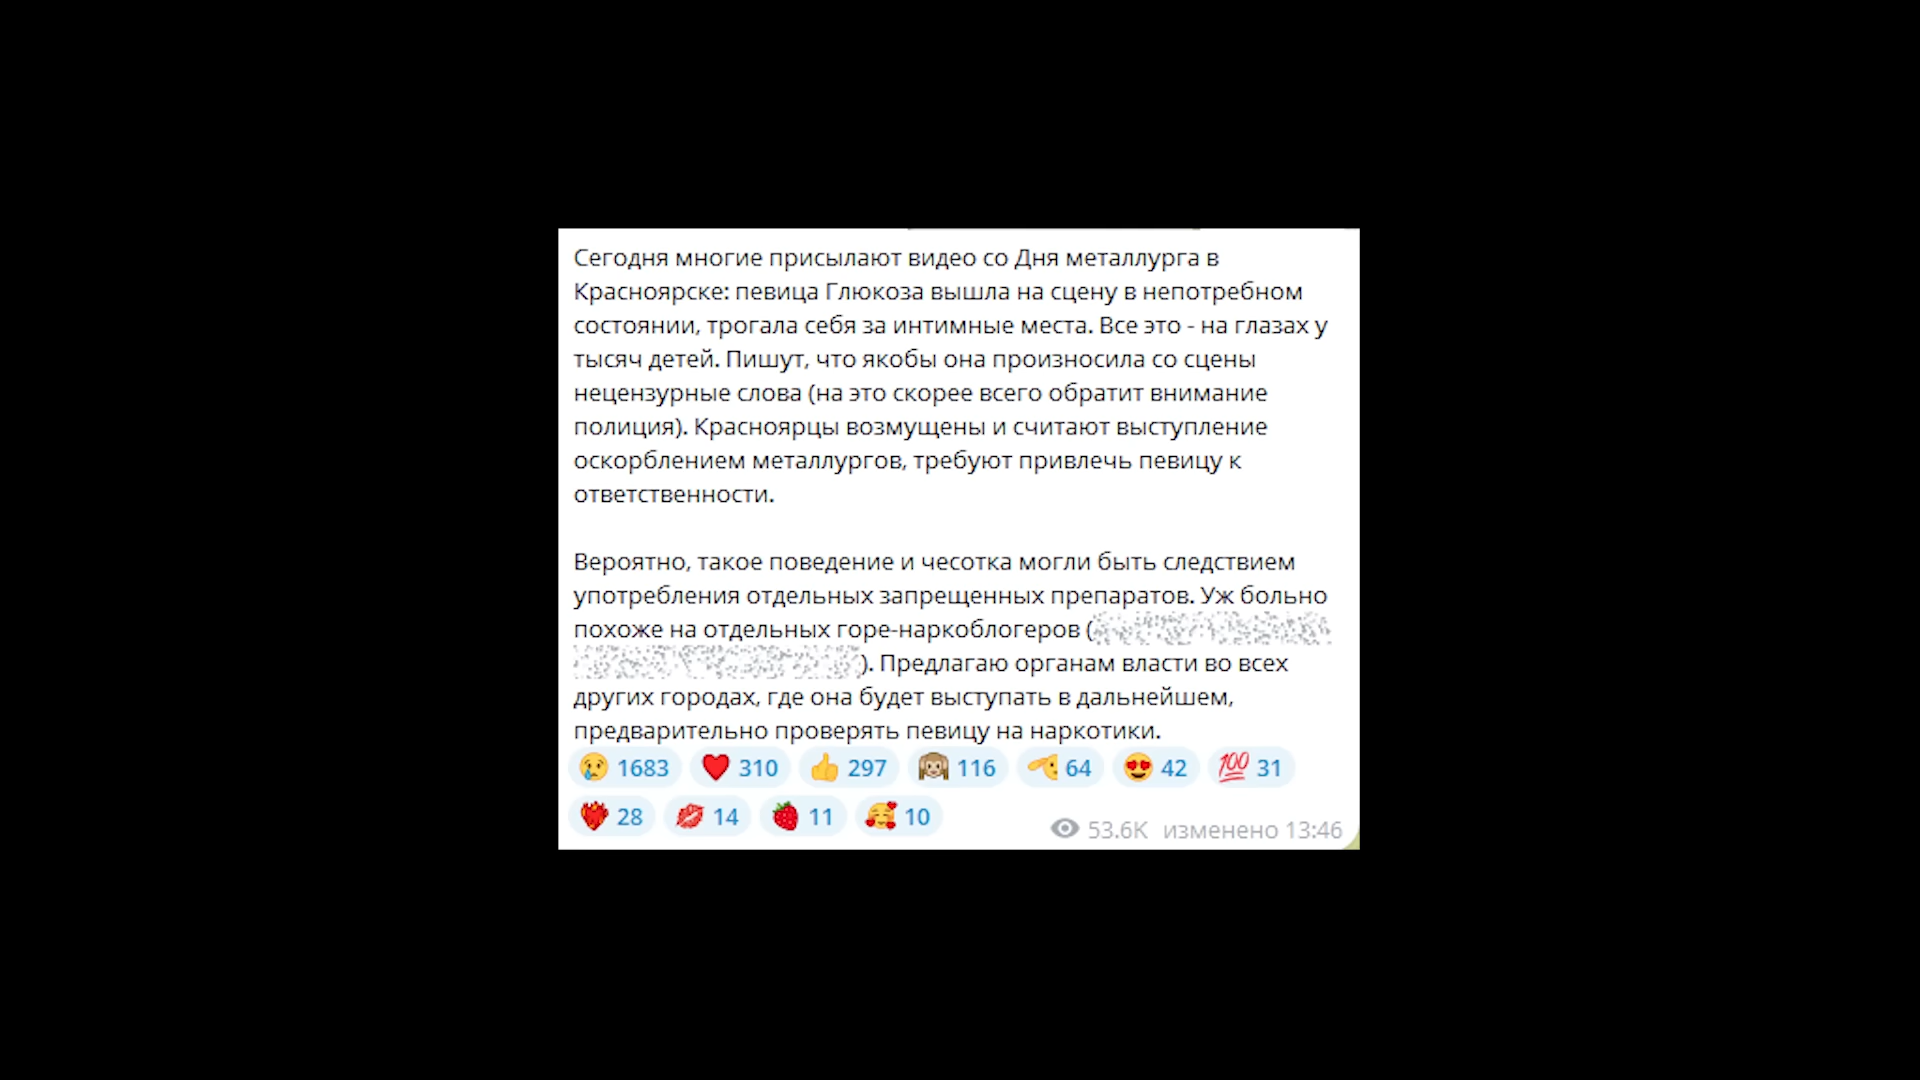 Сегодня многие присылают видео со Дня металлурга в
Красноярске: певица Глюкоза вышла на сцену в непотребном
состоянии, трогала себя за интимные места. Все это - на глазах у
тысяч детей. Пишут, что якобы она произносила со сцены
нецензурные слова (на это скорее всего обратит внимание
полиция). Красноярцы возмущены и считают выступление
оскорблением металлургов, требуют привлечь певицу к
ответственности.
Вероятно, такое поведение и чесотка могли быть следствием
употребления отдельных запрещенных препаратов. Уж больно
похоже на отдельных горе-наркоблогеров (
). Предлагаю органам власти во всех
других городах, где она будет выступать в дальнейшем,
предварительно проверять певицу на наркотики.
😢 1683 ❤ 310 👍 297 🙉 116 🫡 64 😍 42 💯 31
❤️‍🔥 28 💋 14 🍓 11 🥰 10
53.6K изменено 13:46